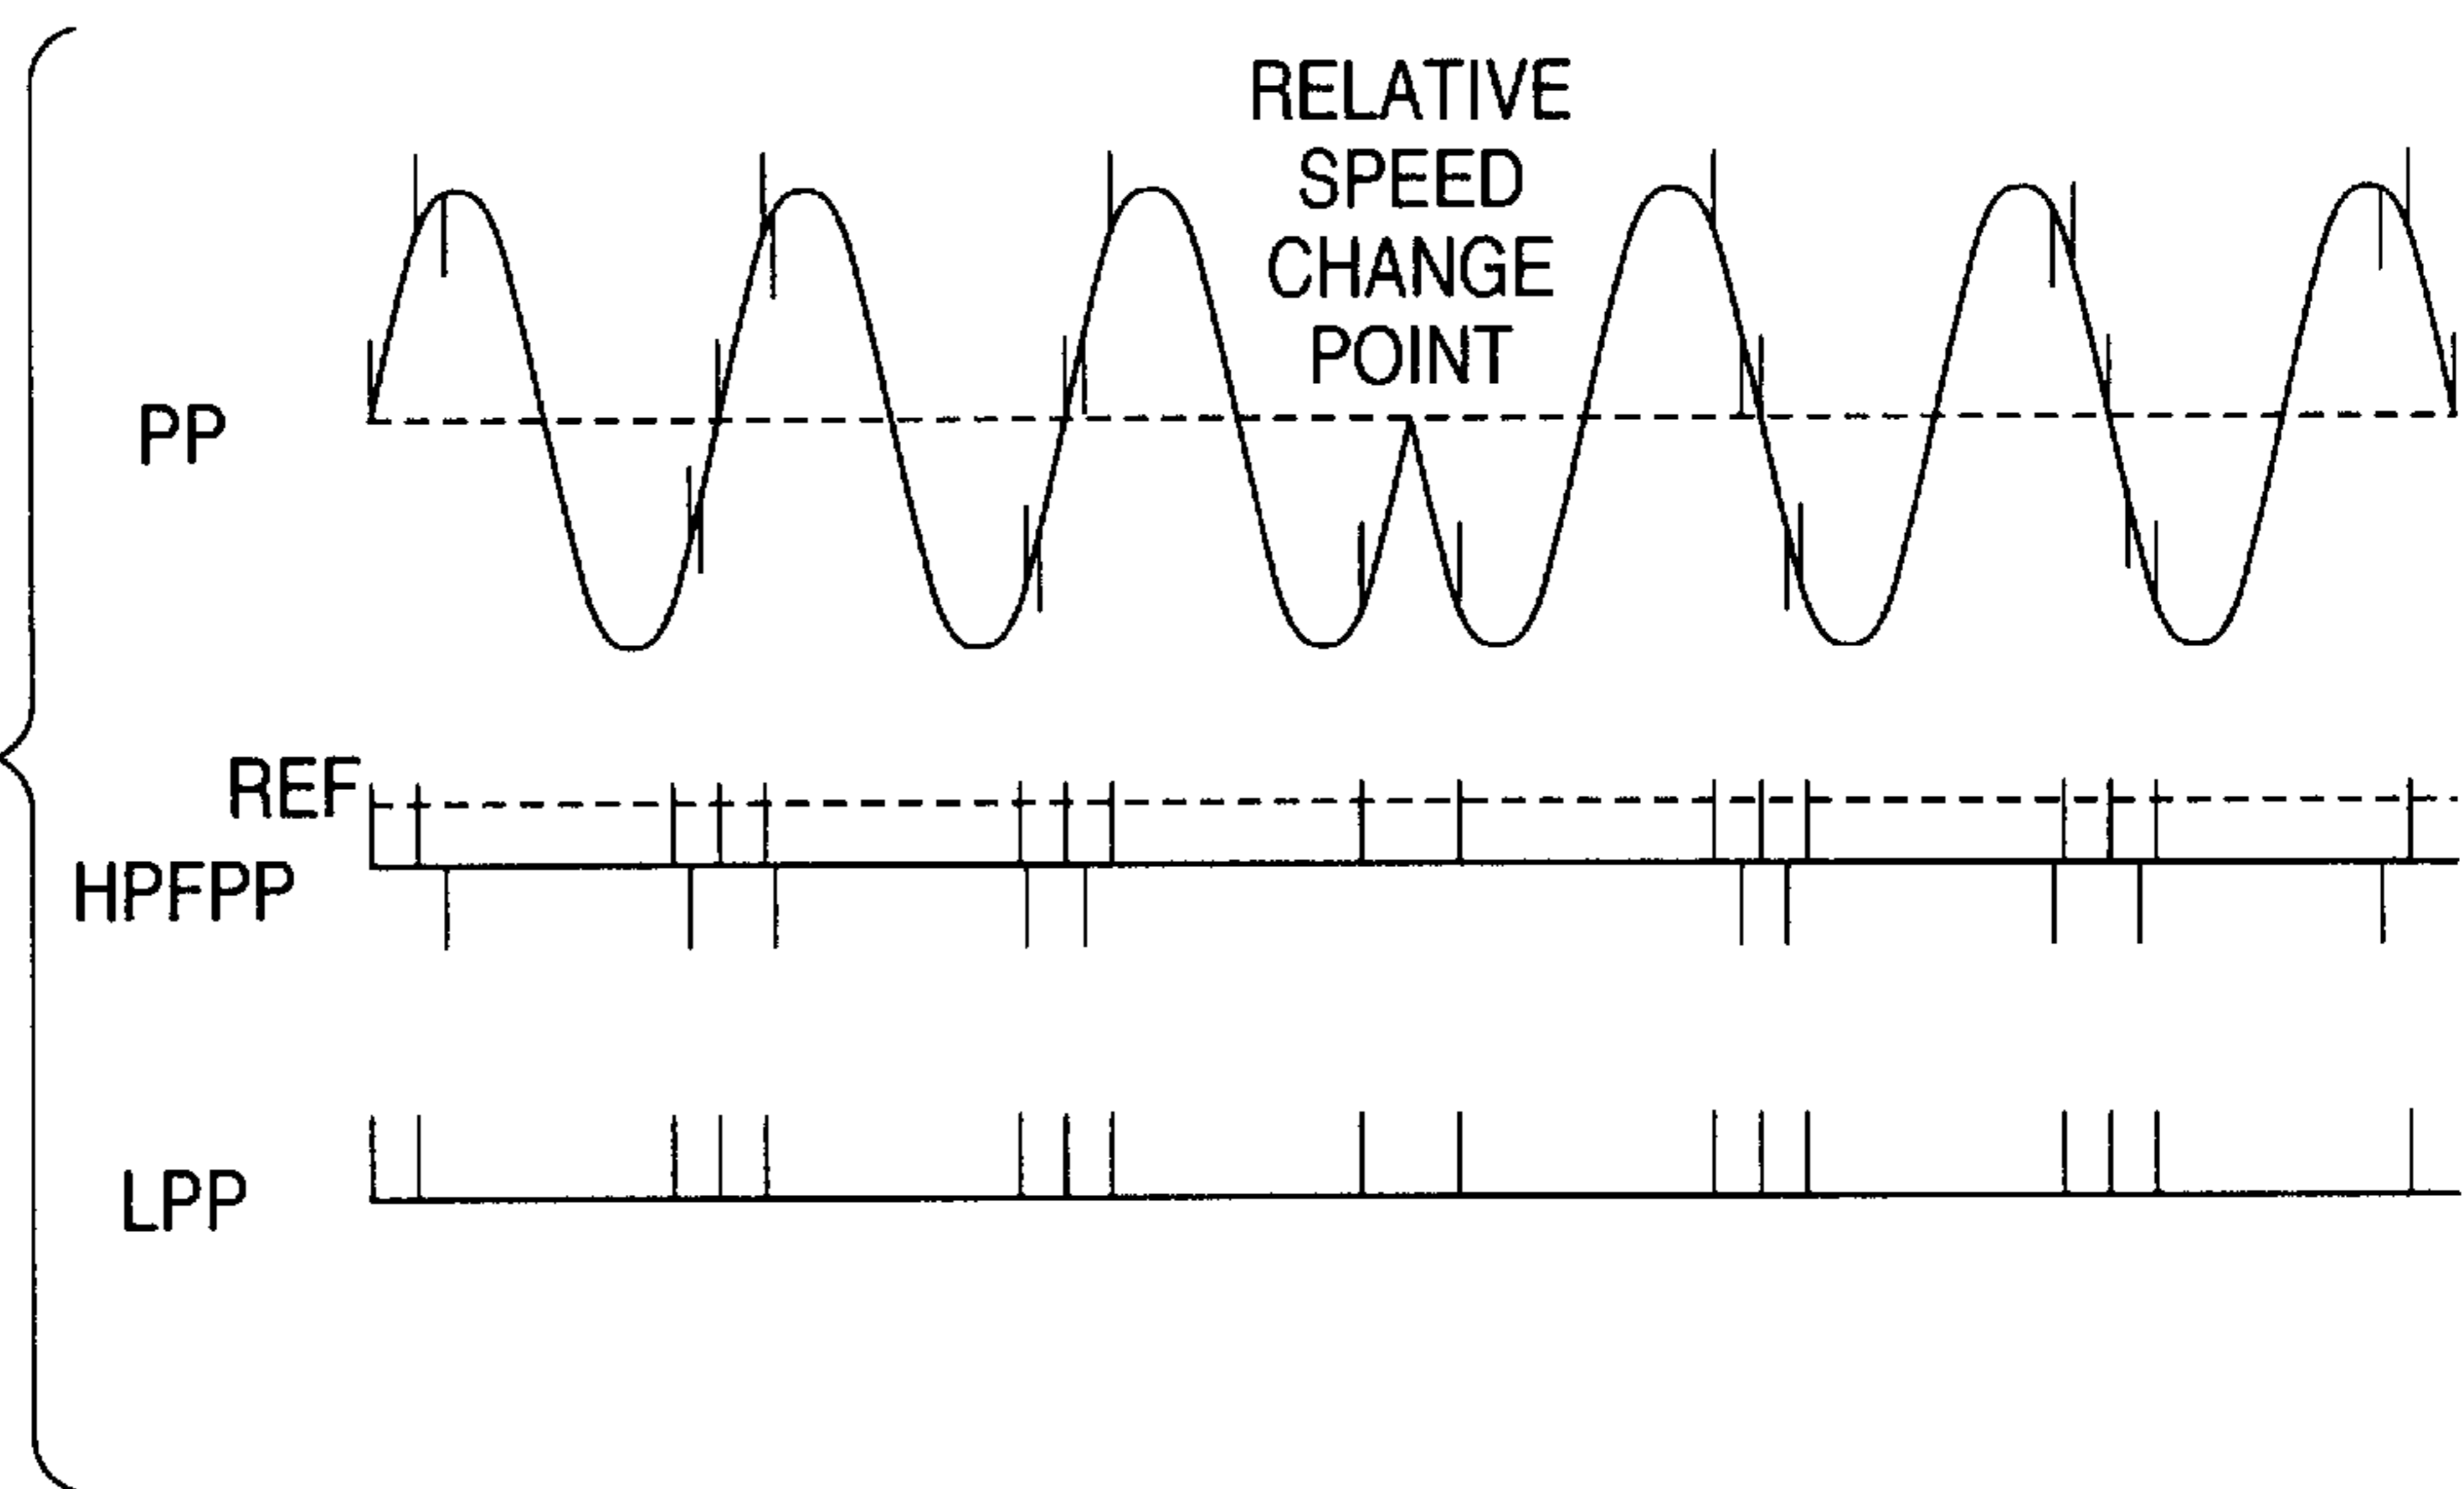 RELATIVE
SPEED
CHANGE
POINT
PP
REF
HPFPP
LPP